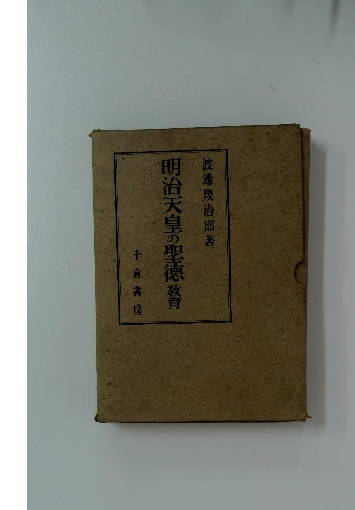 渡邊幾治郎著
明治天皇の聖德 教育
千倉書房